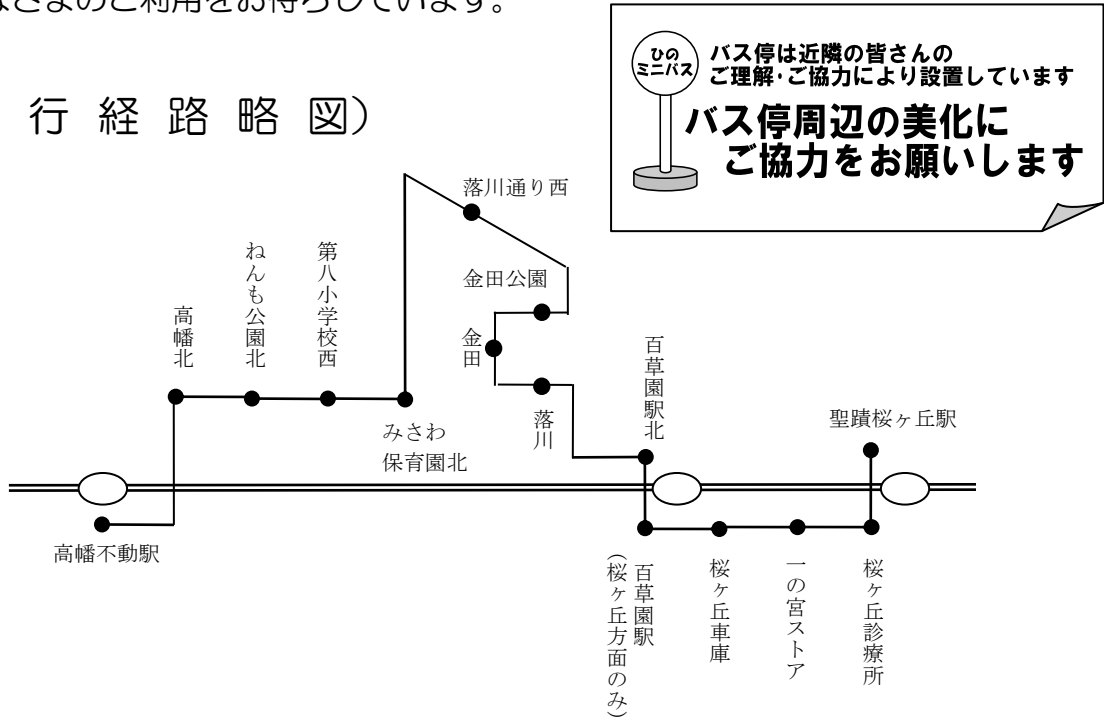 なさまのご利用をお待ちしています。
ひの
ミニバス
バス停は近隣の皆さんの
ご理解・ご協力により設置しています
バス停周辺の美化に
ご協力をお願いします
行経路略図)
落川通り西
金田公園
金田
落川
高幡北
ねんも公園北
第八小学校西
みさわ
保育園北
百草園駅北
聖蹟桜ヶ丘駅
高幡不動駅
百草園駅
(桜ヶ丘方面のみ)
桜ヶ丘車庫
一の宮ストア
桜ヶ丘診療所